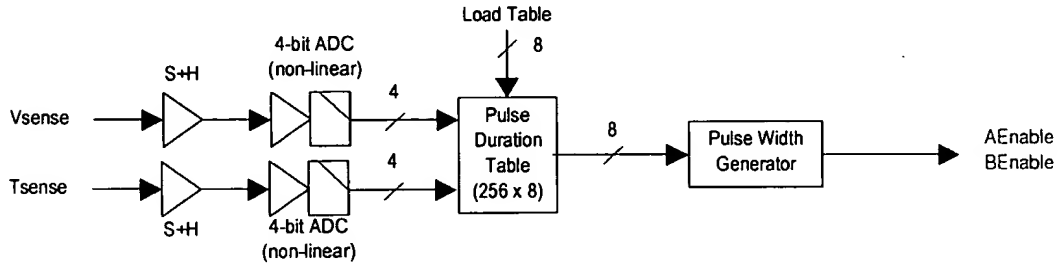 Load Table
8
4-bit ADC
(non-linear)
S+H
4
Vsense
Pulse
Duration
Table
(256 x 8)
8
Pulse Width
Generator
AEnable
BEnable
Tsense
4
S+H
4-bit ADC
(non-linear)